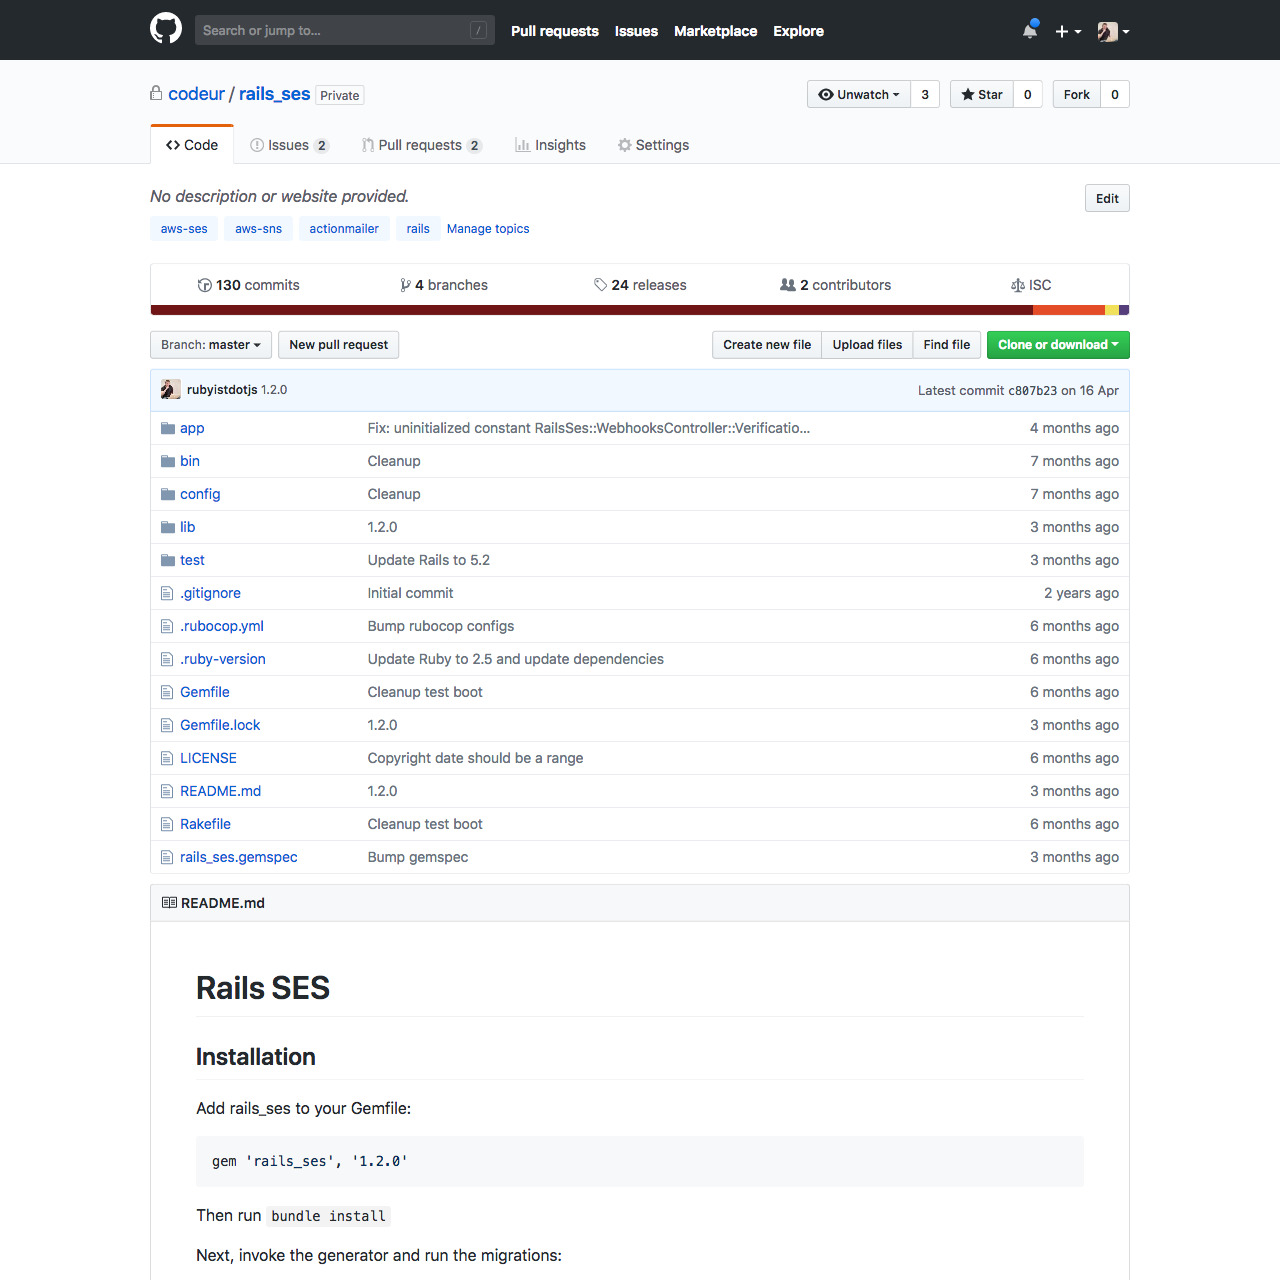 Search or jump to... / Pull requests Issues Marketplace Explore
codeur / rails_ses Private Unwatch 3 Star 0 Fork 0
Code Issues 2 Pull requests 2 Insights Settings
No description or website provided. Edit
aws-ses aws-sns actionmailer rails Manage topics
130 commits 4 branches 24 releases 2 contributors ISC
Branch: master New pull request Create new file Upload files Find file Clone or download
rubyistdotjs 1.2.0 Latest commit c807b23 on 16 Apr
app Fix: uninitialized constant RailsSes::WebhooksController::Verificatio... 4 months ago
bin Cleanup 7 months ago
config Cleanup 7 months ago
lib 1.2.0 3 months ago
test Update Rails to 5.2 3 months ago
.gitignore Initial commit 2 years ago
.rubocop.yml Bump rubocop configs 6 months ago
.ruby-version Update Ruby to 2.5 and update dependencies 6 months ago
Gemfile Cleanup test boot 6 months ago
Gemfile.lock 1.2.0 3 months ago
LICENSE Copyright date should be a range 6 months ago
README.md 1.2.0 3 months ago
Rakefile Cleanup test boot 6 months ago
rails_ses.gemspec Bump gemspec 3 months ago
README.md
Rails SES
Installation
Add rails_ses to your Gemfile:
gem 'rails_ses', '1.2.0'
Then run bundle install
Next, invoke the generator and run the migrations: